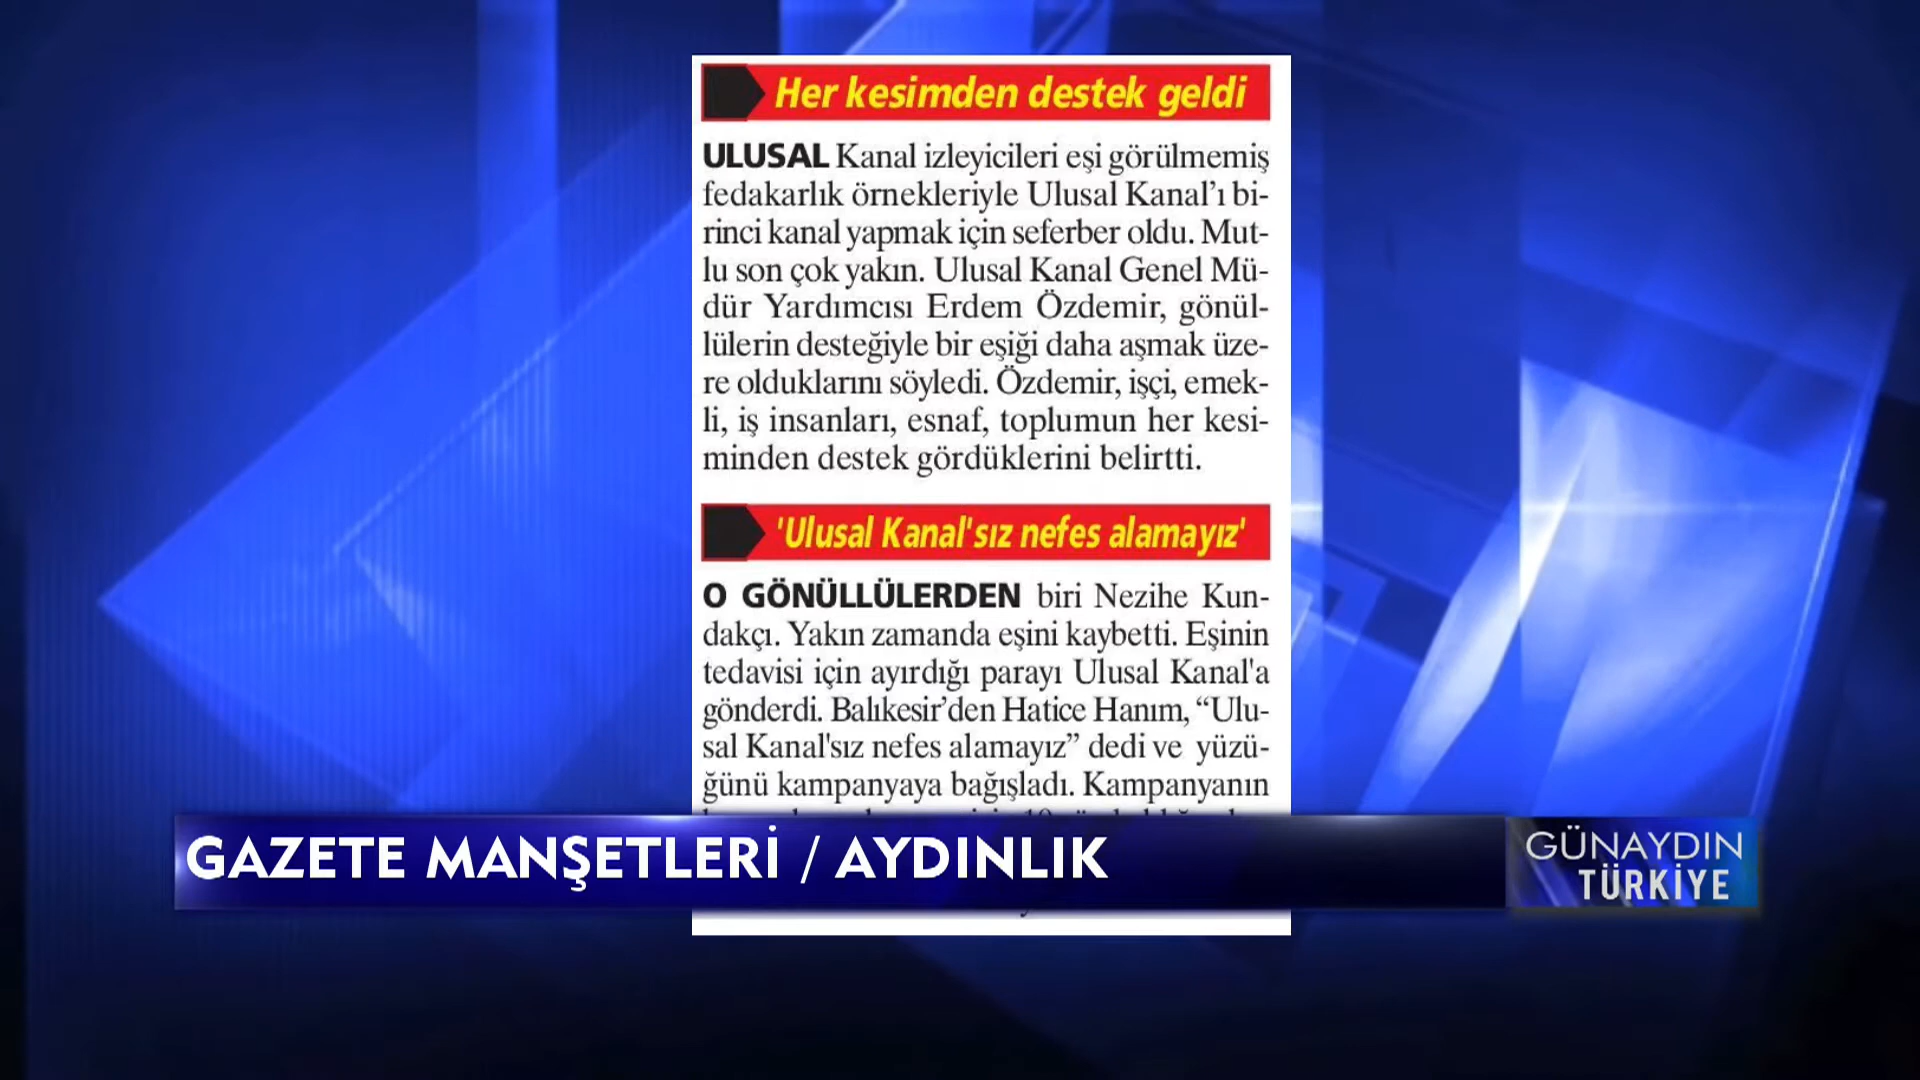 Her kesimden destek geldi
ULUSAL Kanal izleyicileri eşi görülmemiş
fedakarlık örnekleriyle Ulusal Kanal’ı bi-
rinci kanal yapmak için seferber oldu. Mut-
lu son çok yakın. Ulusal Kanal Genel Mü-
dür Yardımcısı Erdem Özdemir, gönül-
lülerin desteğiyle bir eşiği daha aşmak üze-
re olduklarını söyledi. Özdemir, işçi, emek-
li, iş insanları, esnaf, toplumun her kesi-
minden destek gördüklerini belirtti.
'Ulusal Kanal'sız nefes alamayız'
O GÖNÜLLÜLERDEN biri Nezihe Kun-
dakçı. Yakın zamanda eşini kaybetti. Eşinin
tedavisi için ayırdığı parayı Ulusal Kanal'a
gönderdi. Balıkesir’den Hatice Hanım, “Ulu-
sal Kanal'sız nefes alamayız” dedi ve yüzü-
ğünü kampanyaya bağışladı. Kampanyanın
GAZETE MANŞETLERİ / AYDINLIK
GÜNAYDIN
TÜRKİYE